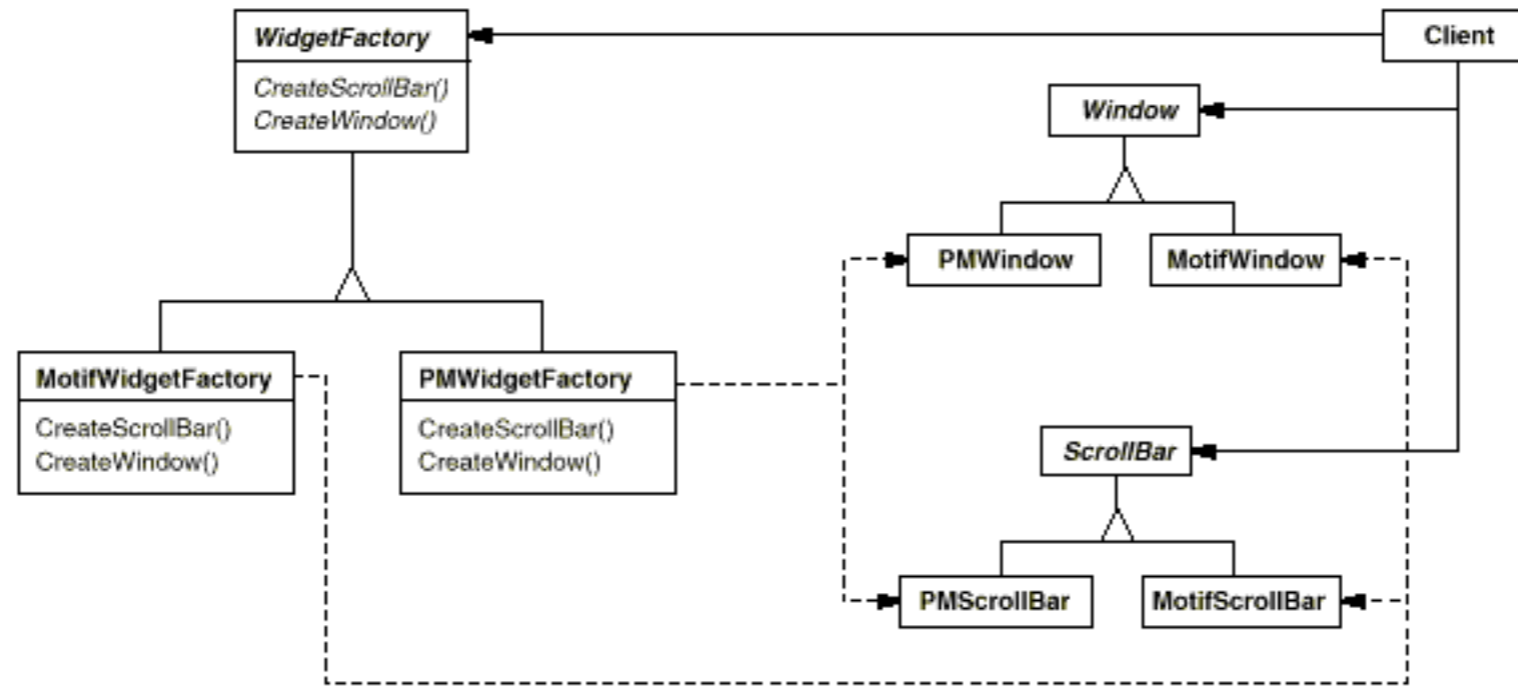 WidgetFactory
CreateScrollBar()
CreateWindow()
Client
Window
PMWindow
MotifWindow
MotifWidgetFactory
CreateScrollBar()
CreateWindow()
PMWidgetFactory
CreateScrollBar()
CreateWindow()
ScrollBar
PMScrollBar
MotifScrollBar